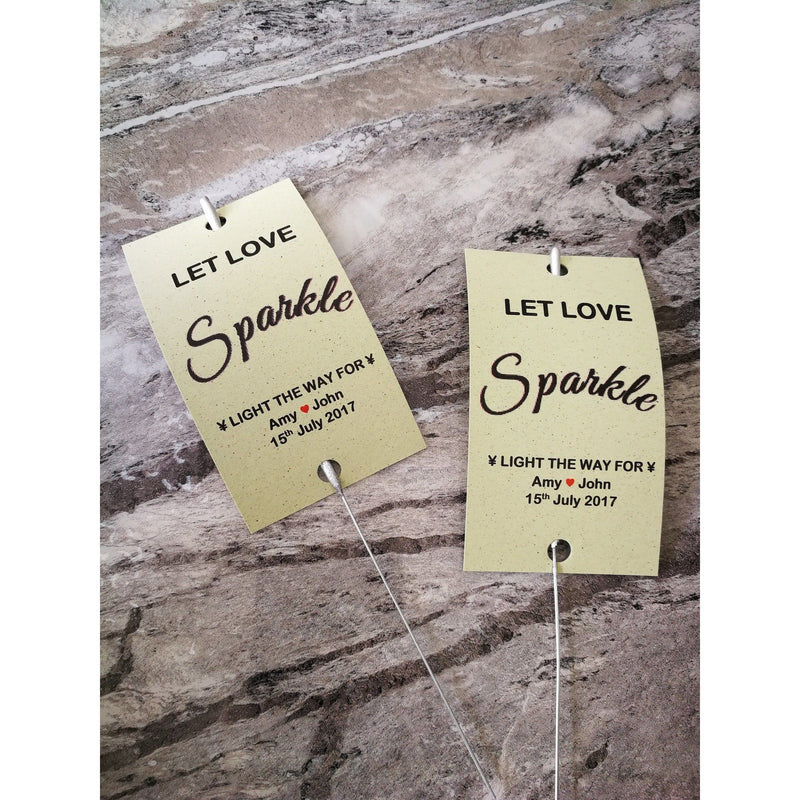 LET LOVE
Sparkle
¥ LIGHT THE WAY FOR ¥
Amy ♥ John
15th July 2017
LET LOVE
Sparkle
¥ LIGHT THE WAY FOR ¥
Amy ♥ John
15th July 2017